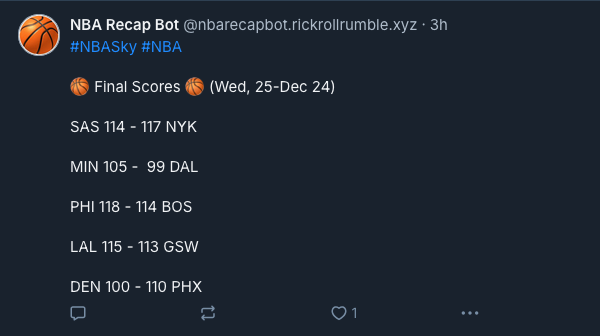 NBA Recap Bot @nbarecapbot.rickrollrumble.xyz · 3h
#NBASky #NBA
🏀 Final Scores 🏀 (Wed, 25-Dec 24)
SAS 114 - 117 NYK
MIN 105 -  99 DAL
PHI 118 - 114 BOS
LAL 115 - 113 GSW
DEN 100 - 110 PHX
1